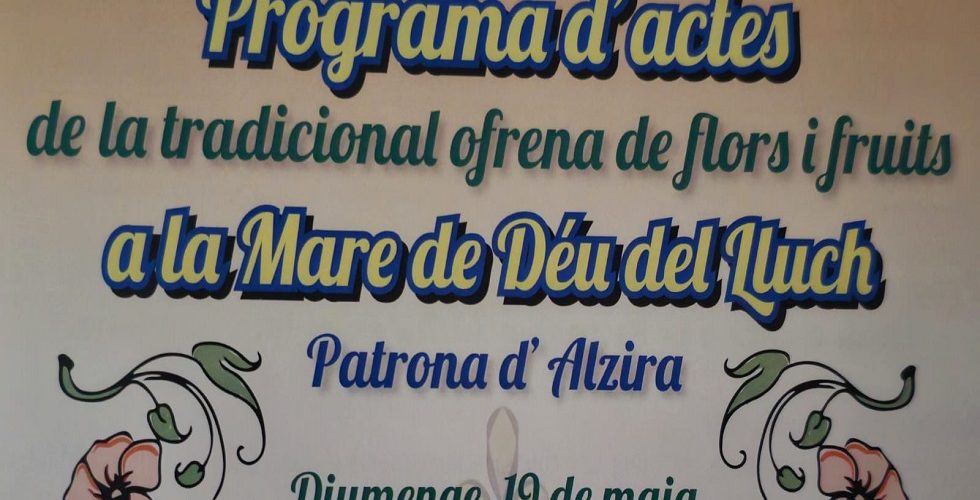 Programa d'actes
de la tradicional ofrena de flors i fruits
a la Mare de Déu del Lluch
Patrona d' Alzira
Diumenge, 19 de maig